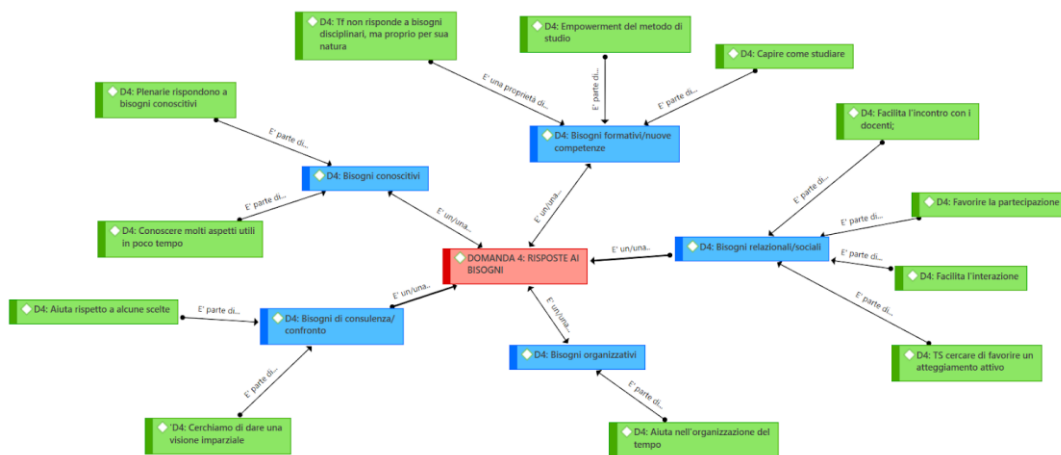 D4: Tf non risponde a bisogni
disciplinari, ma proprio per sua
natura
D4: Empowerment del metodo di
studio
D4: Capire come studiare
D4: Plenarie rispondono a
bisogni conoscitivi
D4: Facilita l'incontro con i
docenti;
E' una proprietà di...
E' parte di...
E' parte di...
E' parte di...
D4: Bisogni formativi/nuove
competenze
D4: Bisogni conoscitivi
E' parte di...
D4: Favorire la partecipazione
E' parte di...
E' un/una..
E' un/una..
E' parte di...
D4: Conoscere molti aspetti utili
in poco tempo
DOMANDA 4: RISPOSTE AI
BISOGNI
E' un/una..
D4: Bisogni relazionali/sociali
E' parte di...
D4: Facilita l'interazione
D4: Aiuta rispetto a alcune scelte
E' parte di...
E' un/una...
D4: Bisogni di consulenza/
confronto
E' un/una...
E' parte di...
D4: Bisogni organizzativi
D4: TS cercare di favorire un
atteggiamento attivo
E' parte di...
E' parte di...
'D4: Cerchiamo di dare una
visione imparziale
D4: Aiuta nell'organizzazione del
tempo